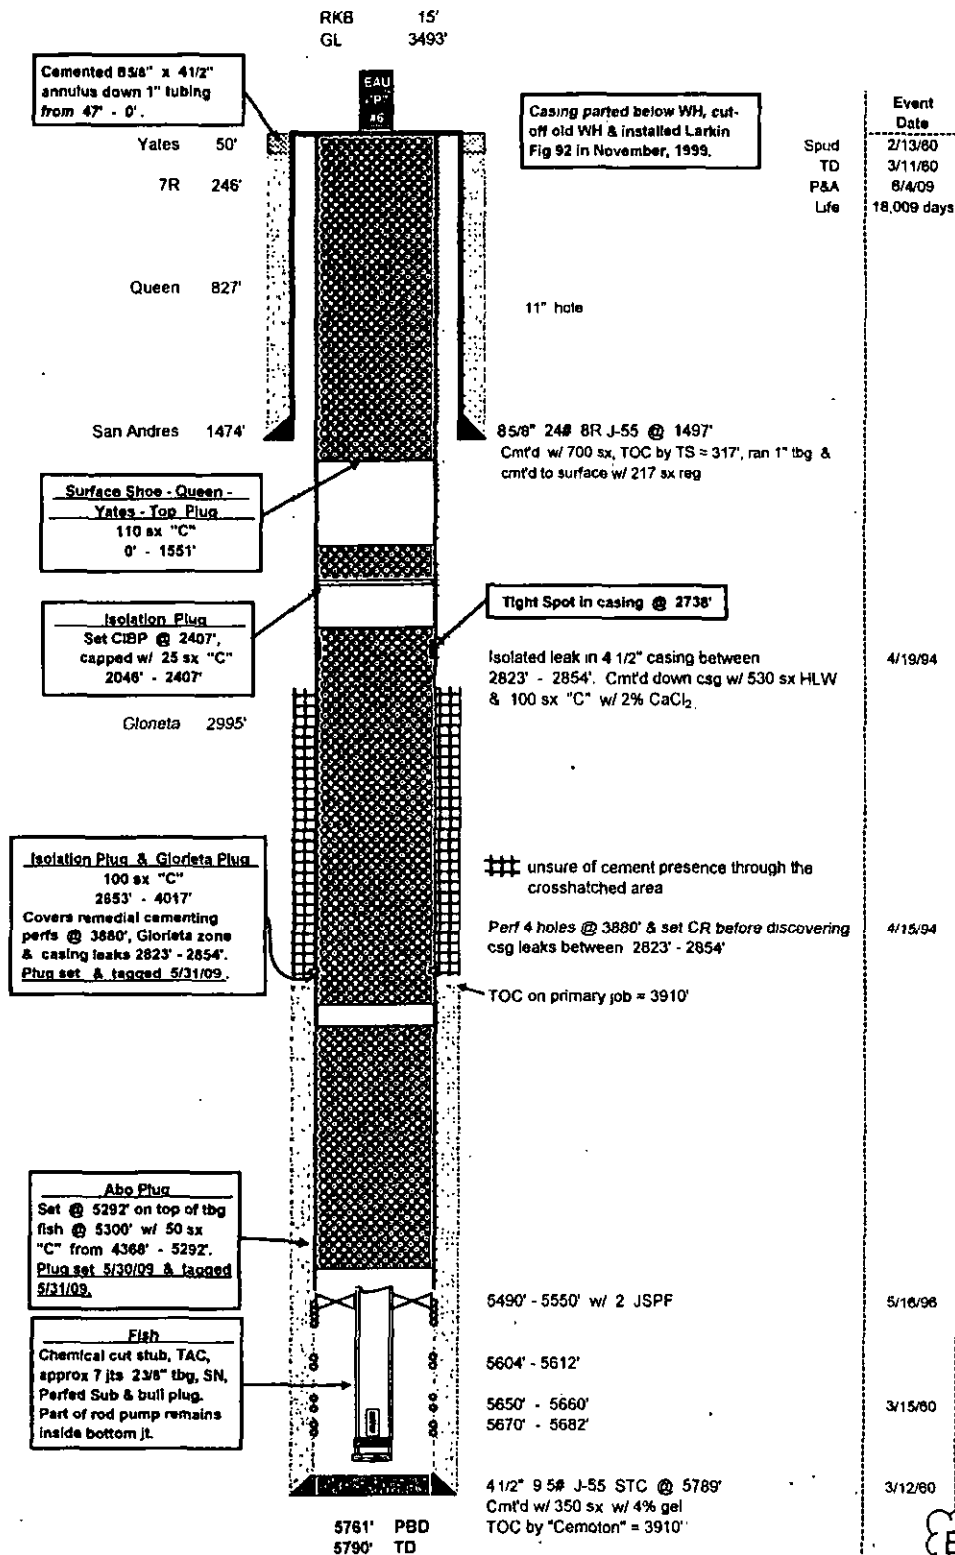 RKB 15'
GL 3493'
EAU
"P"
#6
Cemented 8 5/8" x 4 1/2"
annulus down 1" tubing
from 47' - 0'.
Casing parted below WH, cut-
off old WH & installed Larkin
Fig 92 in November, 1999.
Event
Date
Spud 2/13/60
TD 3/11/60
P&A 6/4/09
Life 18,009 days
Yates 50'
7R 246'
Queen 827'
11" hole
San Andres 1474'
8 5/8" 24# 8R J-55 @ 1497'
Cmt'd w/ 700 sx, TOC by TS = 317', ran 1" tbg &
cmt'd to surface w/ 217 sx reg
Surface Shoe - Queen -
Yates - Top Plug
110 sx "C"
0' - 1551'
Isolation Plug
Set CIBP @ 2407',
capped w/ 25 sx "C"
2046' - 2407'
Tight Spot in casing @ 2738'
Isolated leak in 4 1/2" casing between
2823' - 2854'. Cmt'd down csg w/ 530 sx HLW
& 100 sx "C" w/ 2% CaCl2.
4/19/94
Gloneta 2995'
Isolation Plug & Glorieta Plug
100 sx "C"
2653' - 4017'
Covers remedial cementing
perfs @ 3880', Glorieta zone
& casing leaks 2823' - 2854'.
Plug set & tagged 5/31/09.
unsure of cement presence through the
crosshatched area
Perf 4 holes @ 3880' & set CR before discovering
csg leaks between 2823' - 2854'
4/15/94
TOC on primary job = 3910'
Abo Plug
Set @ 5292' on top of tbg
fish @ 5300' w/ 50 sx
"C" from 4368' - 5292'.
Plug set 5/30/09 & tagged
5/31/09.
5490' - 5550' w/ 2 JSPF
5/16/96
Fish
Chemical cut stub, TAC,
approx 7 jts 2 3/8" tbg, SN,
Perfed Sub & bull plug.
Part of rod pump remains
inside bottom jt.
5604' - 5612'
5650' - 5660'
5670' - 5682'
3/15/60
4 1/2" 9.5# J-55 STC @ 5789'
Cmt'd w/ 350 sx w/ 4% gel
TOC by "Cemoton" = 3910'
3/12/60
5761' PBD
5790' TD
E